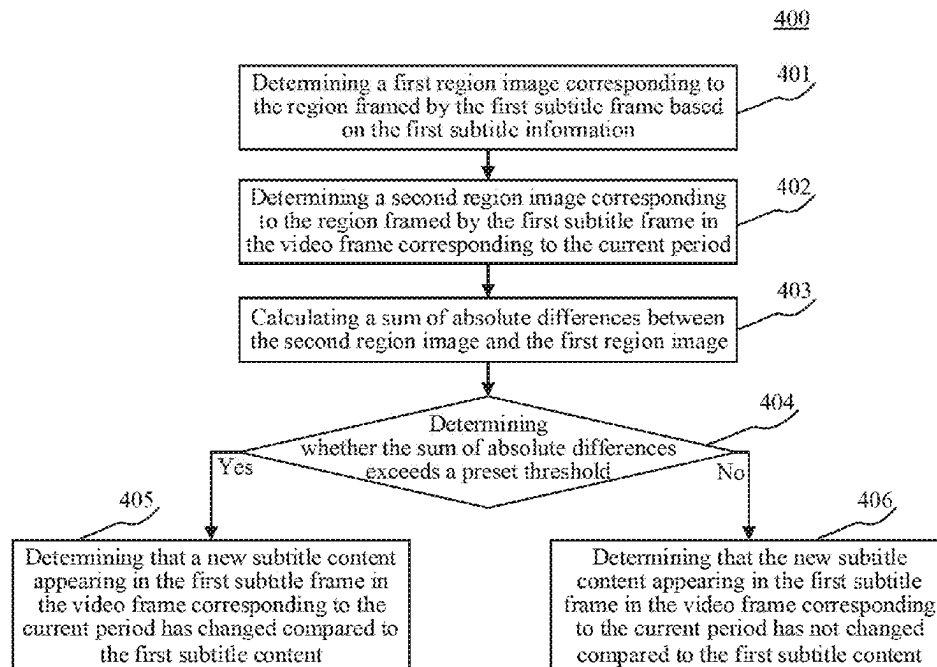 400
401
Determining a first region image corresponding to
the region framed by the first subtitle frame based
on the first subtitle information
402
Determining a second region image corresponding
to the region framed by the first subtitle frame in
the video frame corresponding to the current period
403
Calculating a sum of absolute differences between
the second region image and the first region image
404
Determining
whether the sum of absolute differences
exceeds a preset threshold
Yes
No
405
Determining that a new subtitle content
appearing in the first subtitle frame in
the video frame corresponding to the
current period has changed compared to
the first subtitle content
406
Determining that the new subtitle
content appearing in the first subtitle
frame in the video frame corresponding
to the current period has not changed
compared to the first subtitle content